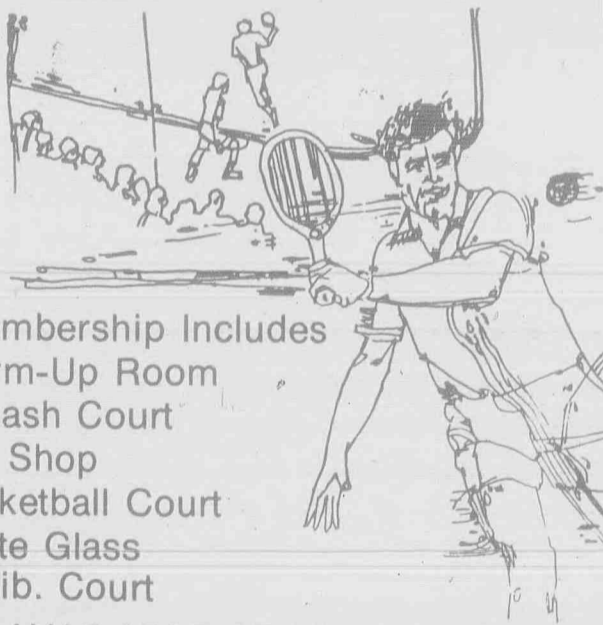 mbership Includes
rm-Up Room
ash Court
Shop
ketball Court
te Glass
ib. Court